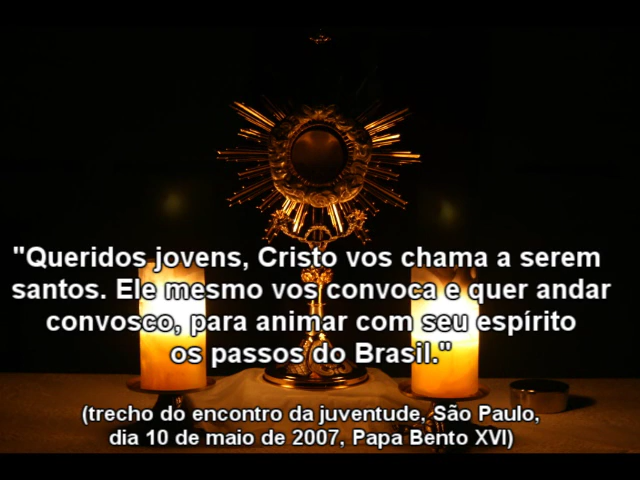 "Queridos jovens, Cristo vos chama a serem
santos. Ele mesmo vos convoca e quer andar
convosco, para animar com seu espírito
os passos do Brasil."
(trecho do encontro da juventude, São Paulo,
dia 10 de maio de 2007, Papa Bento XVI)